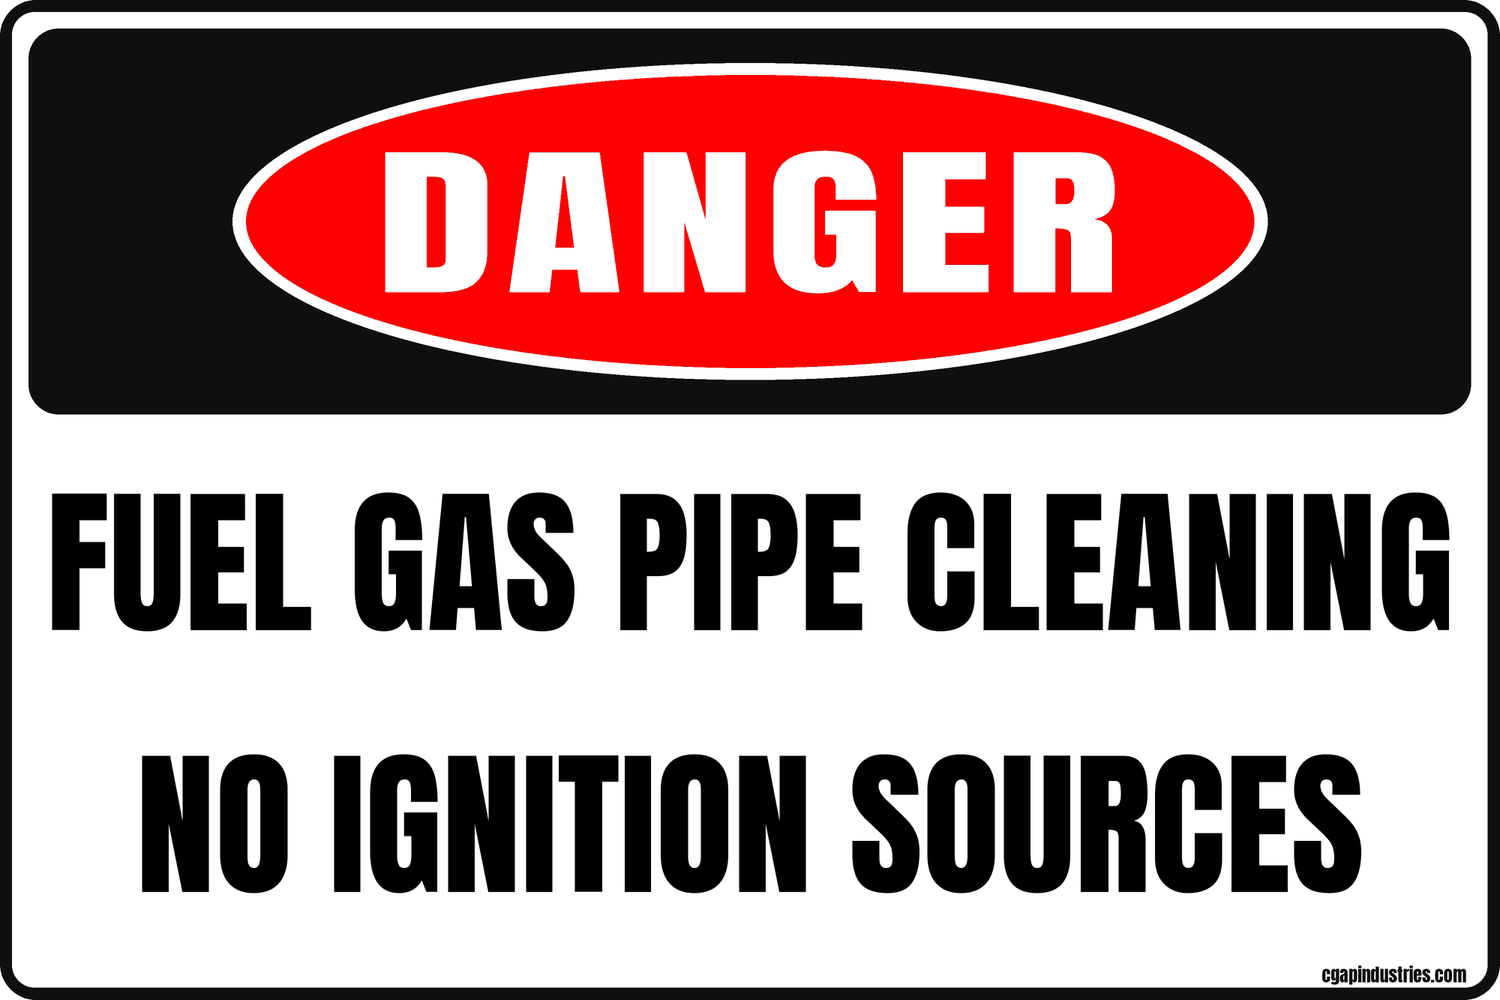 DANGER
FUEL GAS PIPE CLEANING
NO IGNITION SOURCES
cgapindustries.com